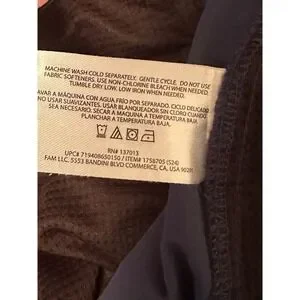 MACHINE WASH COLD SEPARATELY. GENTLE CYCLE. DO NOT USE
FABRIC SOFTENERS. USE NON-CHLORINE BLEACH WHEN NEEDED.
TUMBLE DRY LOW. LOW IRON WHEN NEEDED.
AVAR A MÁQUINA CON AGUA FRÍO POR SEPARADO. CICLO DELICADO
NO USAR SUAVIZANTES. USAR BLANQUEADOR SIN CLORO CUANDO
SEA NECESARIO. SECAR A MÁQUINA A TEMPERATURA BAJA.
PLANCHAR A TEMPERATURA BAJA.
RN# 137013
UPC# 719408650150 / ITEM# 1758705 (S24)
FAM LLC. 5553 BANDINI BLVD COMMERCE, CA, USA 9020